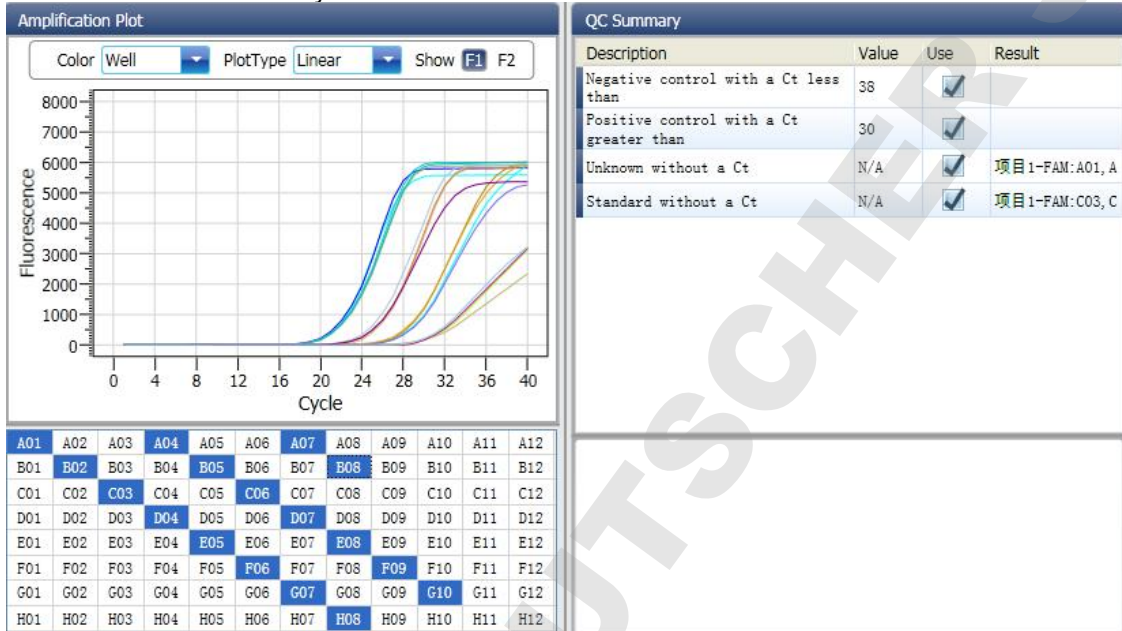 Amplification Plot
Color Well PlotType Linear Show F1 F2
8000
7000
6000
5000
4000
3000
2000
1000
0
Fluorescence
0 4 8 12 16 20 24 28 32 36 40
Cycle
A01 A02 A03 A04 A05 A06 A07 A08 A09 A10 A11 A12
B01 B02 B03 B04 B05 B06 B07 B08 B09 B10 B11 B12
C01 C02 C03 C04 C05 C06 C07 C08 C09 C10 C11 C12
D01 D02 D03 D04 D05 D06 D07 D08 D09 D10 D11 D12
E01 E02 E03 E04 E05 E06 E07 E08 E09 E10 E11 E12
F01 F02 F03 F04 F05 F06 F07 F08 F09 F10 F11 F12
G01 G02 G03 G04 G05 G06 G07 G08 G09 G10 G11 G12
H01 H02 H03 H04 H05 H06 H07 H08 H09 H10 H11 H12
QC Summary
Description Value Use Result
Negative control with a Ct less
than
38
Positive control with a Ct
greater than
30
Unknown without a Ct N/A 项目1-FAM:A01, A
Standard without a Ct N/A 项目1-FAM:C03, C
UTSCHER